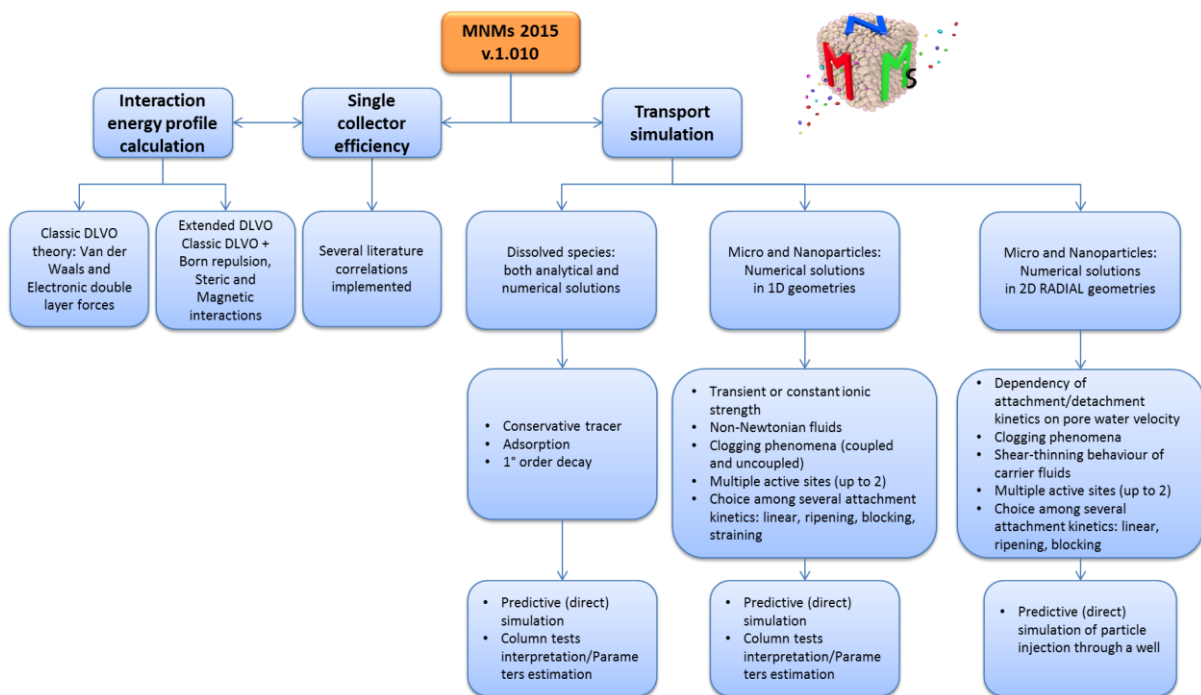 MNMs 2015
v.1.010
N
M
M
S
Interaction
energy profile
calculation
Single
collector
efficiency
Transport
simulation
Classic DLVO
theory: Van der
Waals and
Electronic double
layer forces
Extended DLVO
Classic DLVO +
Born repulsion,
Steric and
Magnetic
interactions
Several literature
correlations
implemented
Dissolved species:
both analytical and
numerical solutions
Micro and Nanoparticles:
Numerical solutions
in 1D geometries
Micro and Nanoparticles:
Numerical solutions
in 2D RADIAL geometries
• Conservative tracer
• Adsorption
• 1° order decay
• Transient or constant ionic
strength
• Non-Newtonian fluids
• Clogging phenomena (coupled
and uncoupled)
• Multiple active sites (up to 2)
• Choice among several attachment
kinetics: linear, ripening, blocking,
straining
• Dependency of
attachment/detachment
kinetics on pore water velocity
• Clogging phenomena
• Shear-thinning behaviour of
carrier fluids
• Multiple active sites (up to 2)
• Choice among several
attachment kinetics: linear,
ripening, blocking
• Predictive (direct)
simulation
• Column tests
interpretation/Parame
ters estimation
• Predictive (direct)
simulation
• Column tests
interpretation/Parame
ters estimation
• Predictive (direct)
simulation of particle
injection through a well